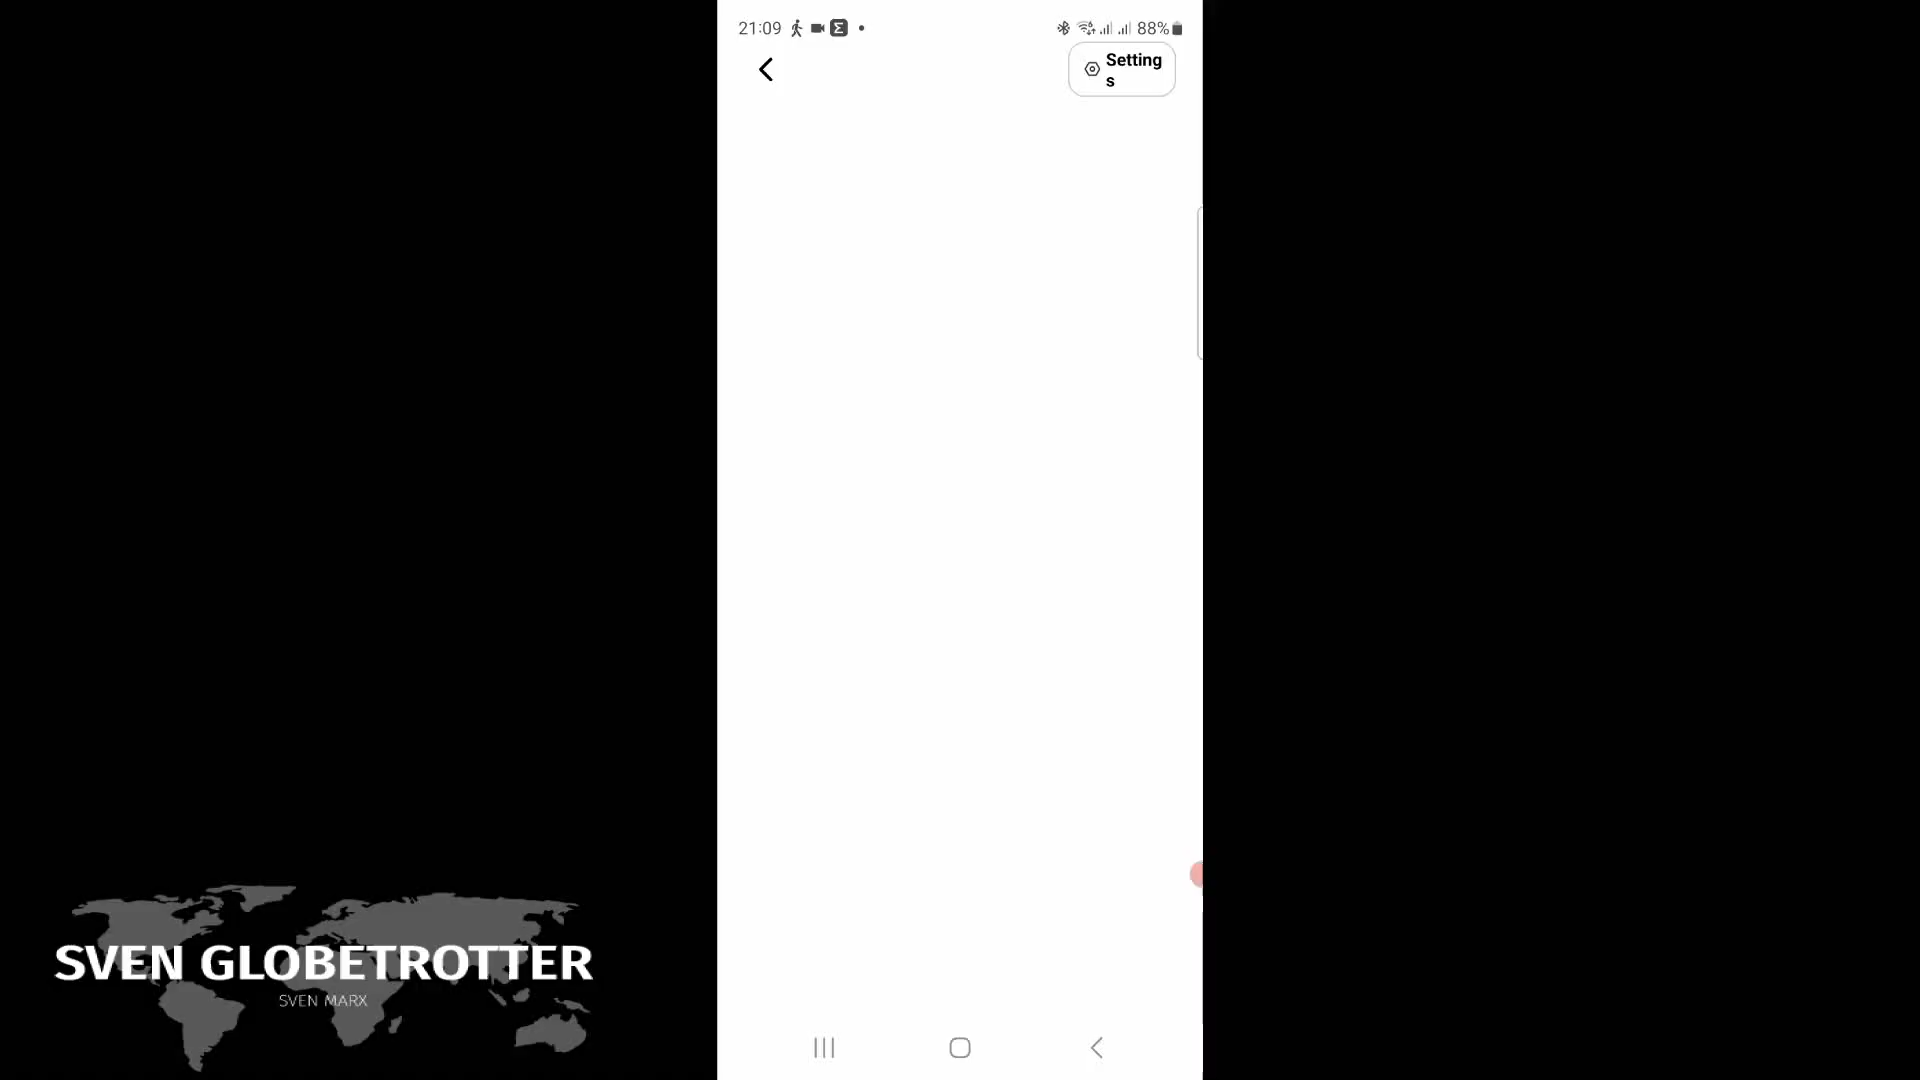 21:09
88%
Setting
s
SVEN GLOBETROTTER
SVEN MARX